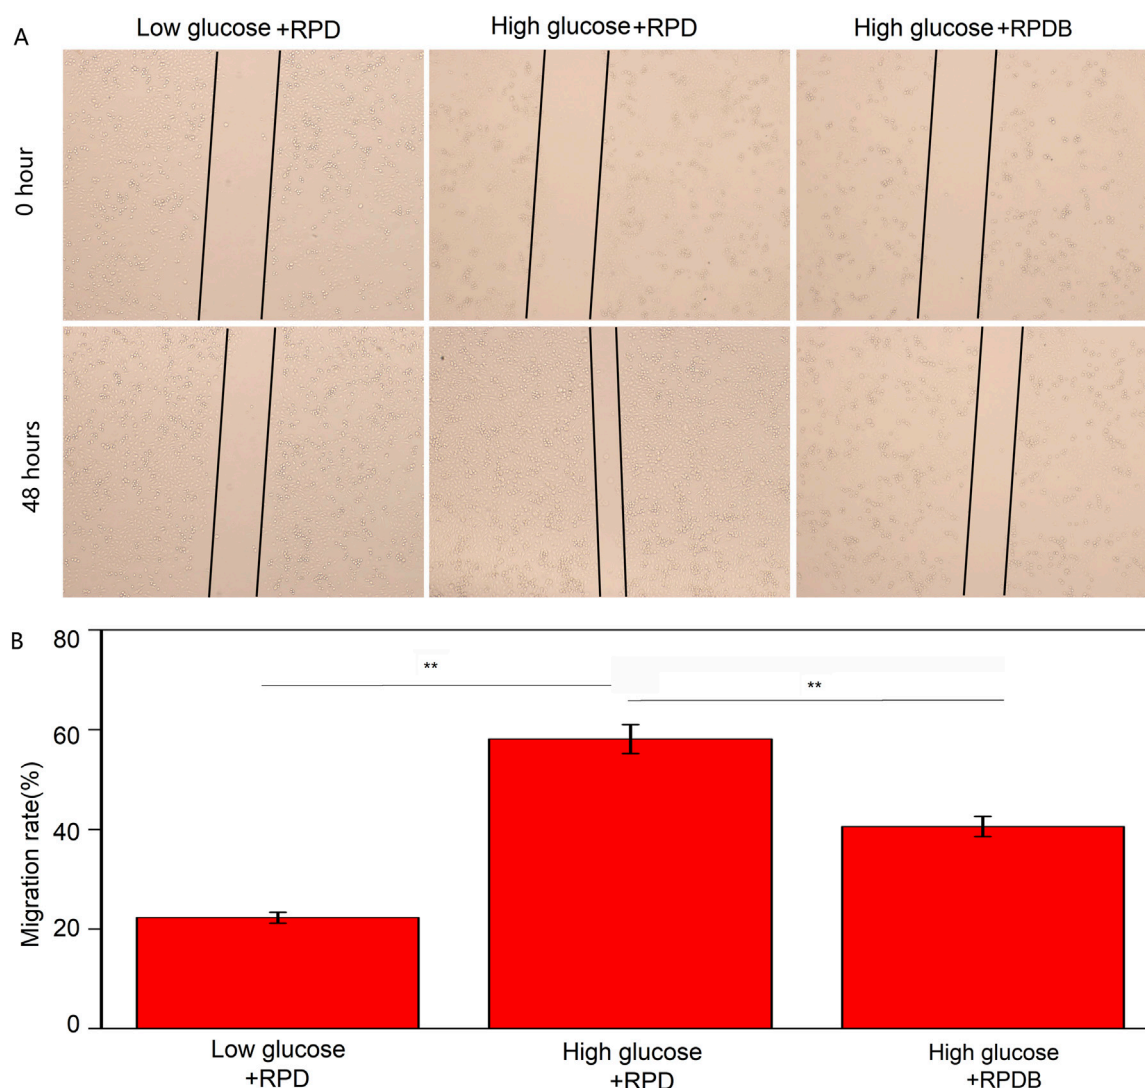 A
Low glucose +RPD
High glucose +RPD
High glucose +RPDB
0 hour
48 hours
B
Migration rate(%)
80
60
40
20
0
**
**
Low glucose
+RPD
High glucose
+RPD
High glucose
+RPDB